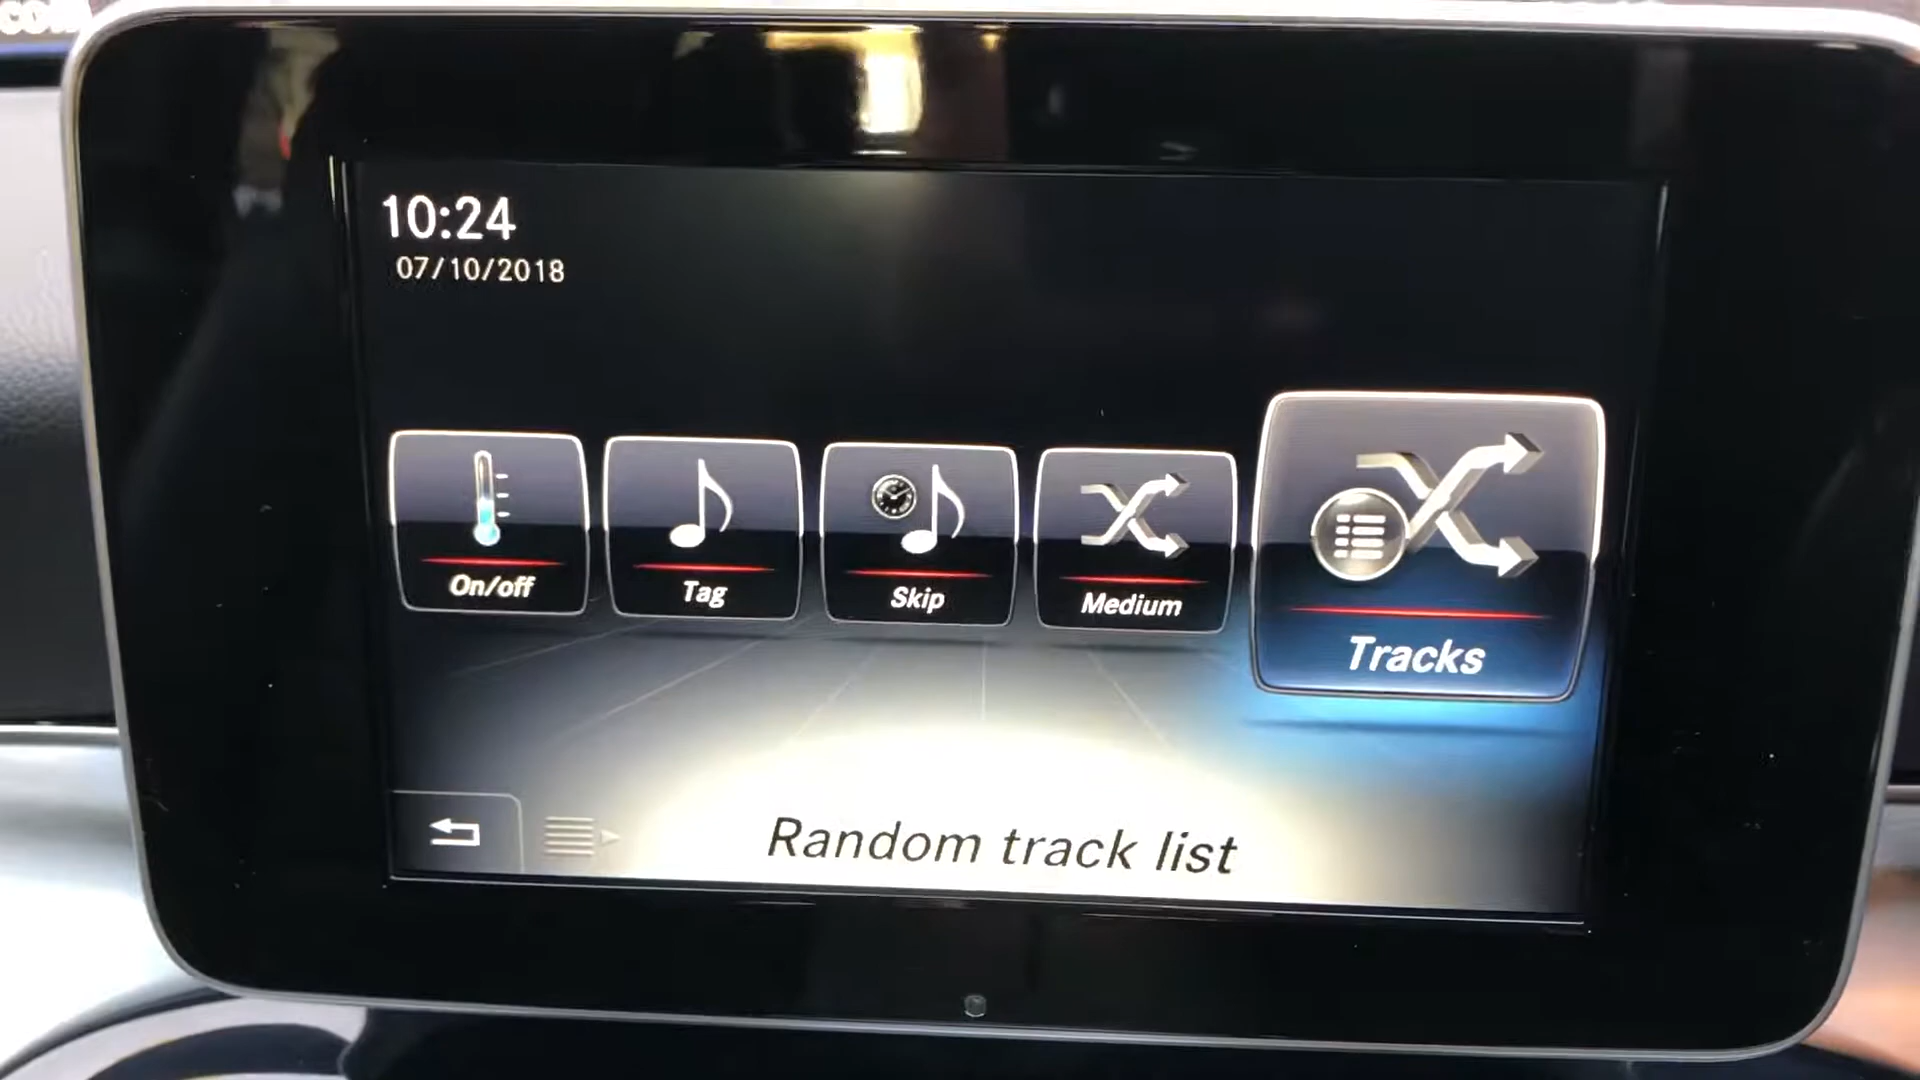 10:24
07/10/2018
On/off
Tag
Skip
Medium
Tracks
Random track list